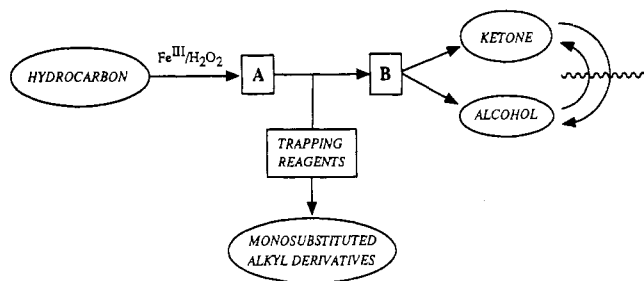 HYDROCARBON
Fe^III/H2O2
A
B
KETONE
ALCOHOL
TRAPPING
REAGENTS
MONOSUBSTITUTED
ALKYL DERIVATIVES